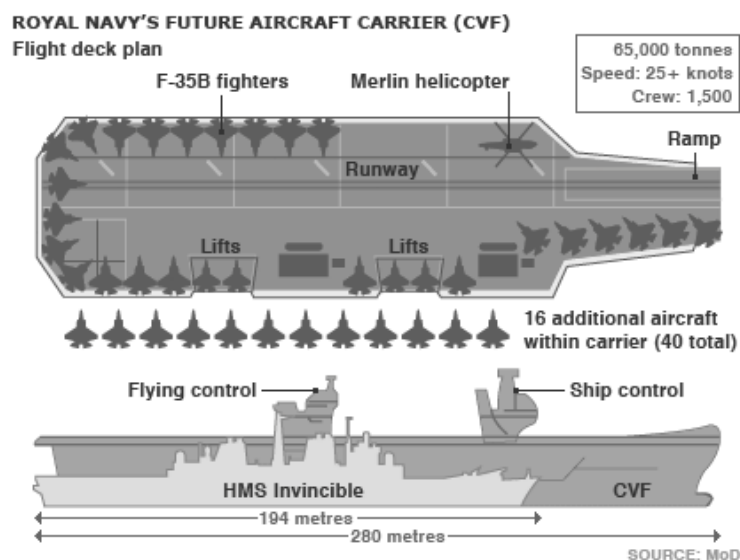 ROYAL NAVY'S FUTURE AIRCRAFT CARRIER (CVF)
Flight deck plan
65,000 tonnes
Speed: 25+ knots
Crew: 1,500
F-35B fighters
Merlin helicopter
Ramp
Runway
Lifts
Lifts
16 additional aircraft
within carrier (40 total)
Flying control
Ship control
HMS Invincible
CVF
194 metres
280 metres
SOURCE: MoD